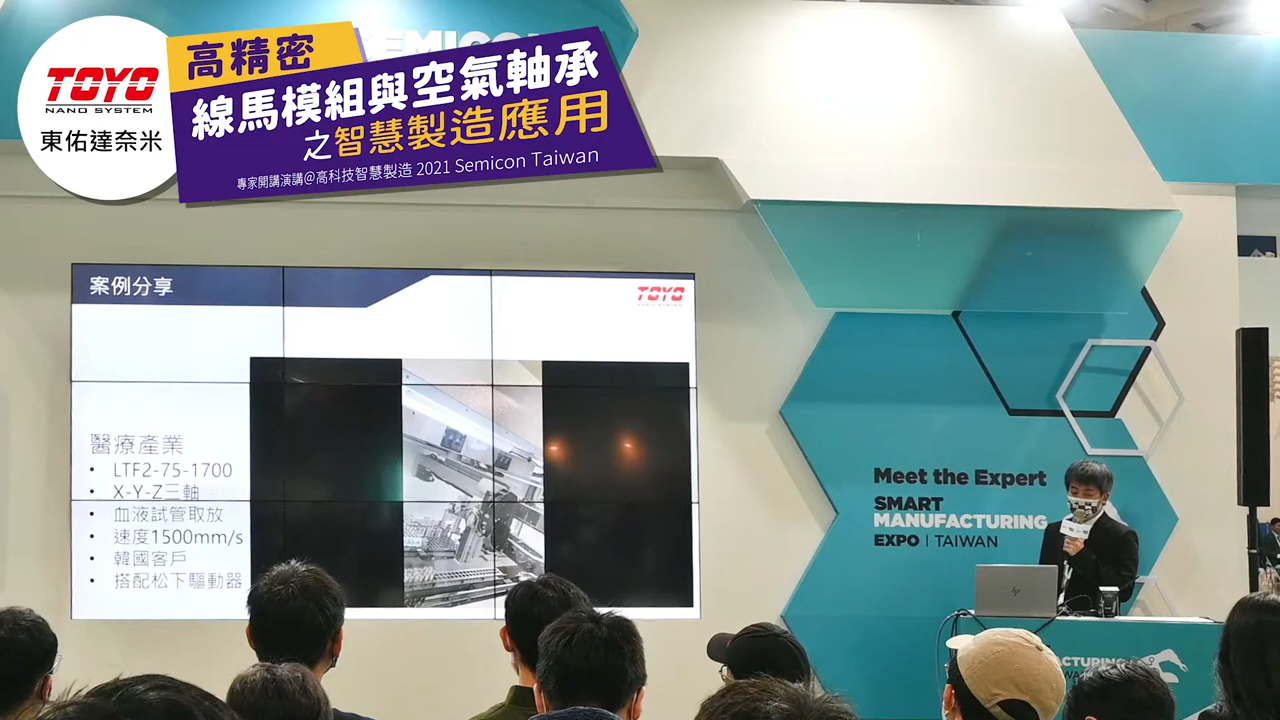 TOYO
NANO SYSTEM
東佑達奈米
高精密
線馬模組與空氣軸承
之智慧製造應用
專家開講演講@高科技智慧製造 2021 Semicon Taiwan
案例分享
TOYO
醫療產業
• LTF2-75-1700
• X-Y-Z三軸
• 血液試管取放
• 速度1500mm/s
• 韓國客戶
• 搭配松下驅動器
Meet the Expert
SMART
MANUFACTURING
EXPO | TAIWAN
hp